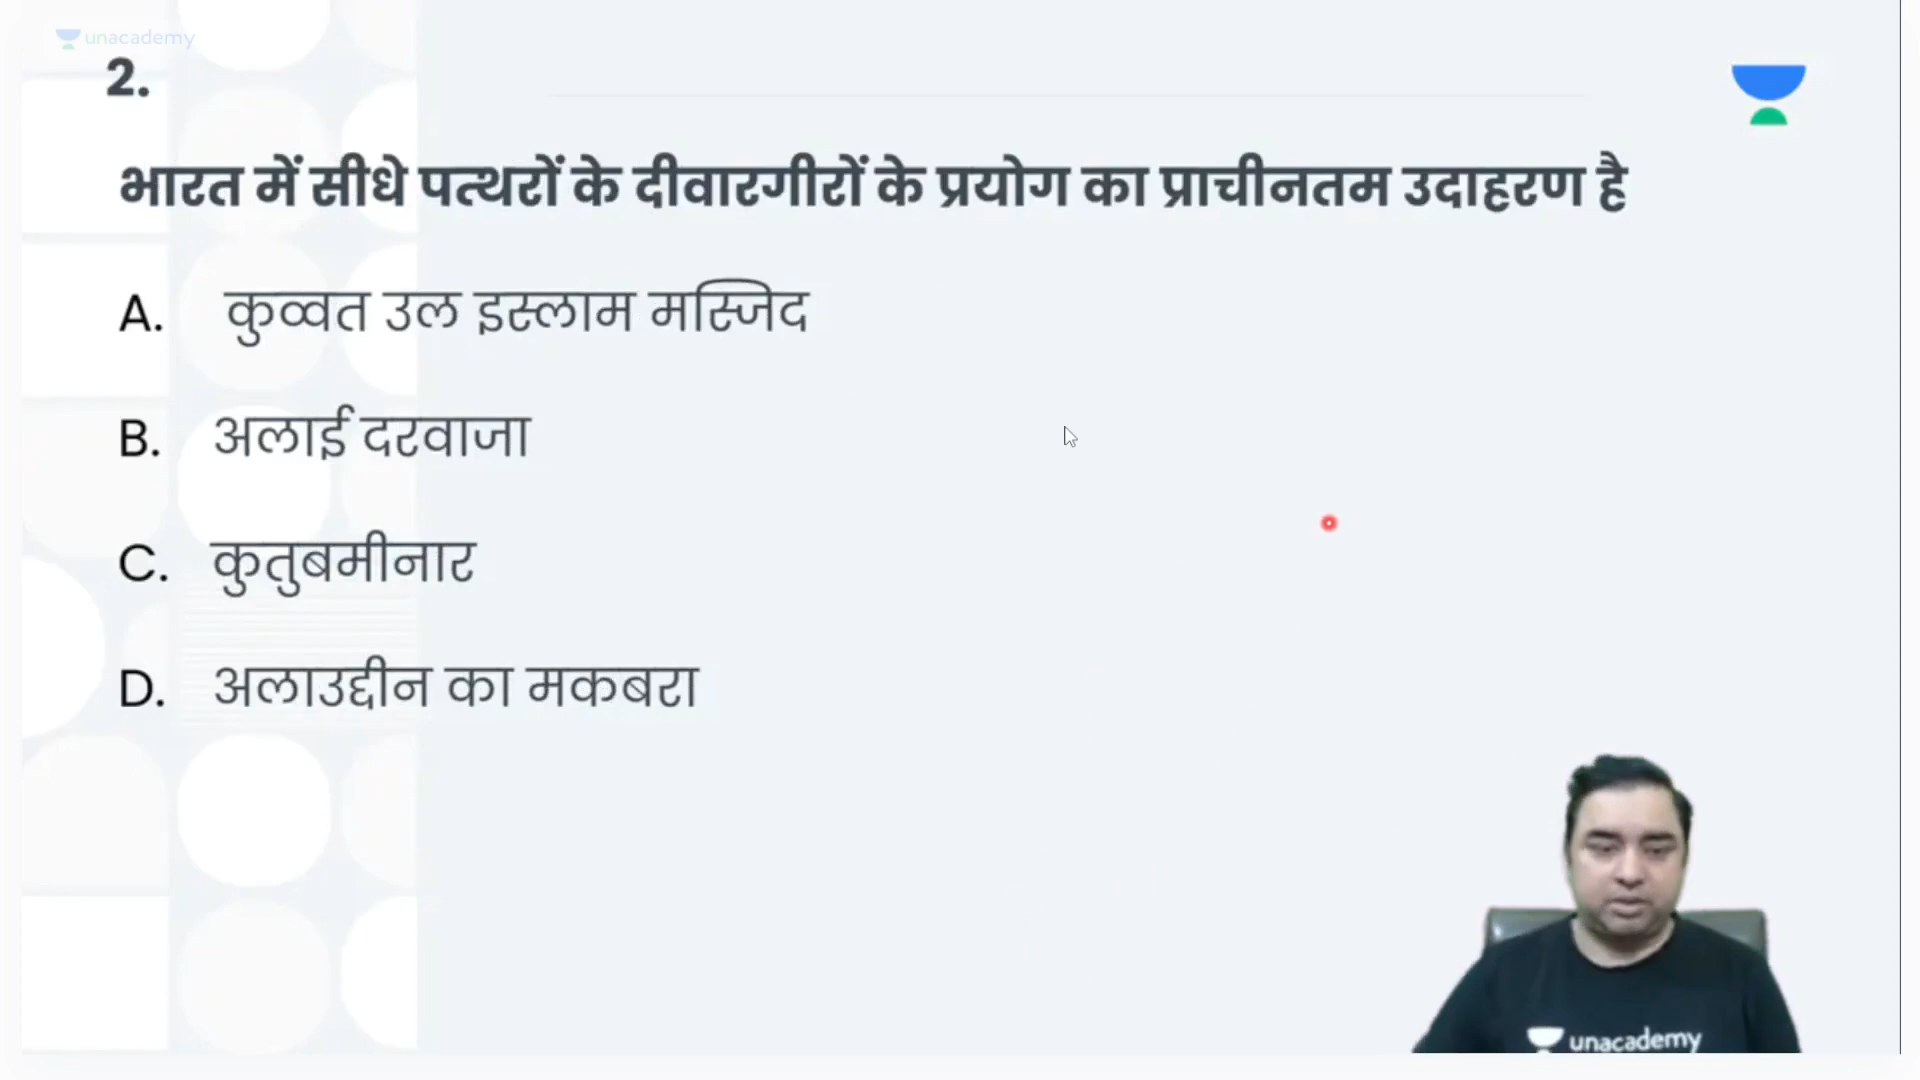 unacademy
2.
भारत में सीधे पत्थरों के दीवारगीरों के प्रयोग का प्राचीनतम उदाहरण है
A. कुव्वत उल इस्लाम मस्जिद
B. अलाई दरवाजा
C. कुतुबमीनार
D. अलाउद्दीन का मकबरा
unacademy